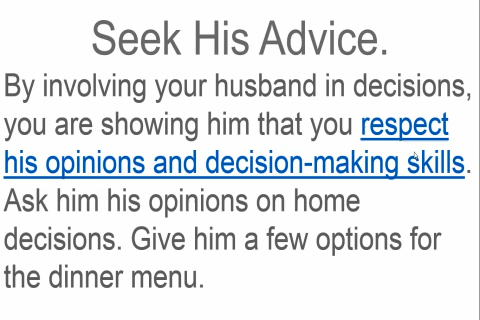 Seek His Advice.
By involving your husband in decisions,
you are showing him that you respect
his opinions and decision-making skills.
Ask him his opinions on home
decisions. Give him a few options for
the dinner menu.